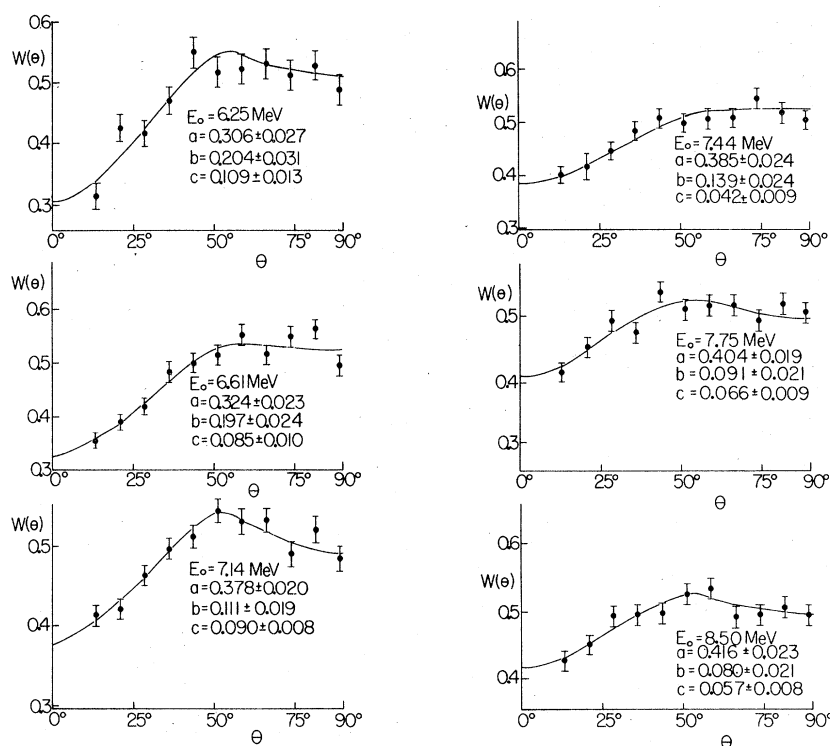 0.6
W(θ)
0.5
0.4
0.3
E₀ = 6.25 MeV
a = 0.306 ± 0.027
b = 0.204 ± 0.031
c = 0.109 ± 0.013
0° 25° 50° 75° 90°
θ
0.6
W(θ)
0.5
0.4
0.3
E₀ = 6.61 MeV
a = 0.324 ± 0.023
b = 0.197 ± 0.024
c = 0.085 ± 0.010
0° 25° 50° 75° 90°
θ
W(θ)
0.5
0.4
0.3
E₀ = 7.14 MeV
a = 0.378 ± 0.020
b = 0.111 ± 0.019
c = 0.090 ± 0.008
0° 25° 50° 75° 90°
θ
0.6
W(θ)
0.5
0.4
0.3
E₀ = 7.44 MeV
a = 0.385 ± 0.024
b = 0.139 ± 0.024
c = 0.042 ± 0.009
0° 25° 50° 75° 90°
θ
W(θ)
0.5
0.4
0.3
E₀ = 7.75 MeV
a = 0.404 ± 0.019
b = 0.091 ± 0.021
c = 0.066 ± 0.009
0° 25° 50° 75° 90°
θ
0.6
W(θ)
0.5
0.4
E₀ = 8.50 MeV
a = 0.416 ± 0.023
b = 0.080 ± 0.021
c = 0.057 ± 0.008
0° 25° 50° 75° 90°
θ